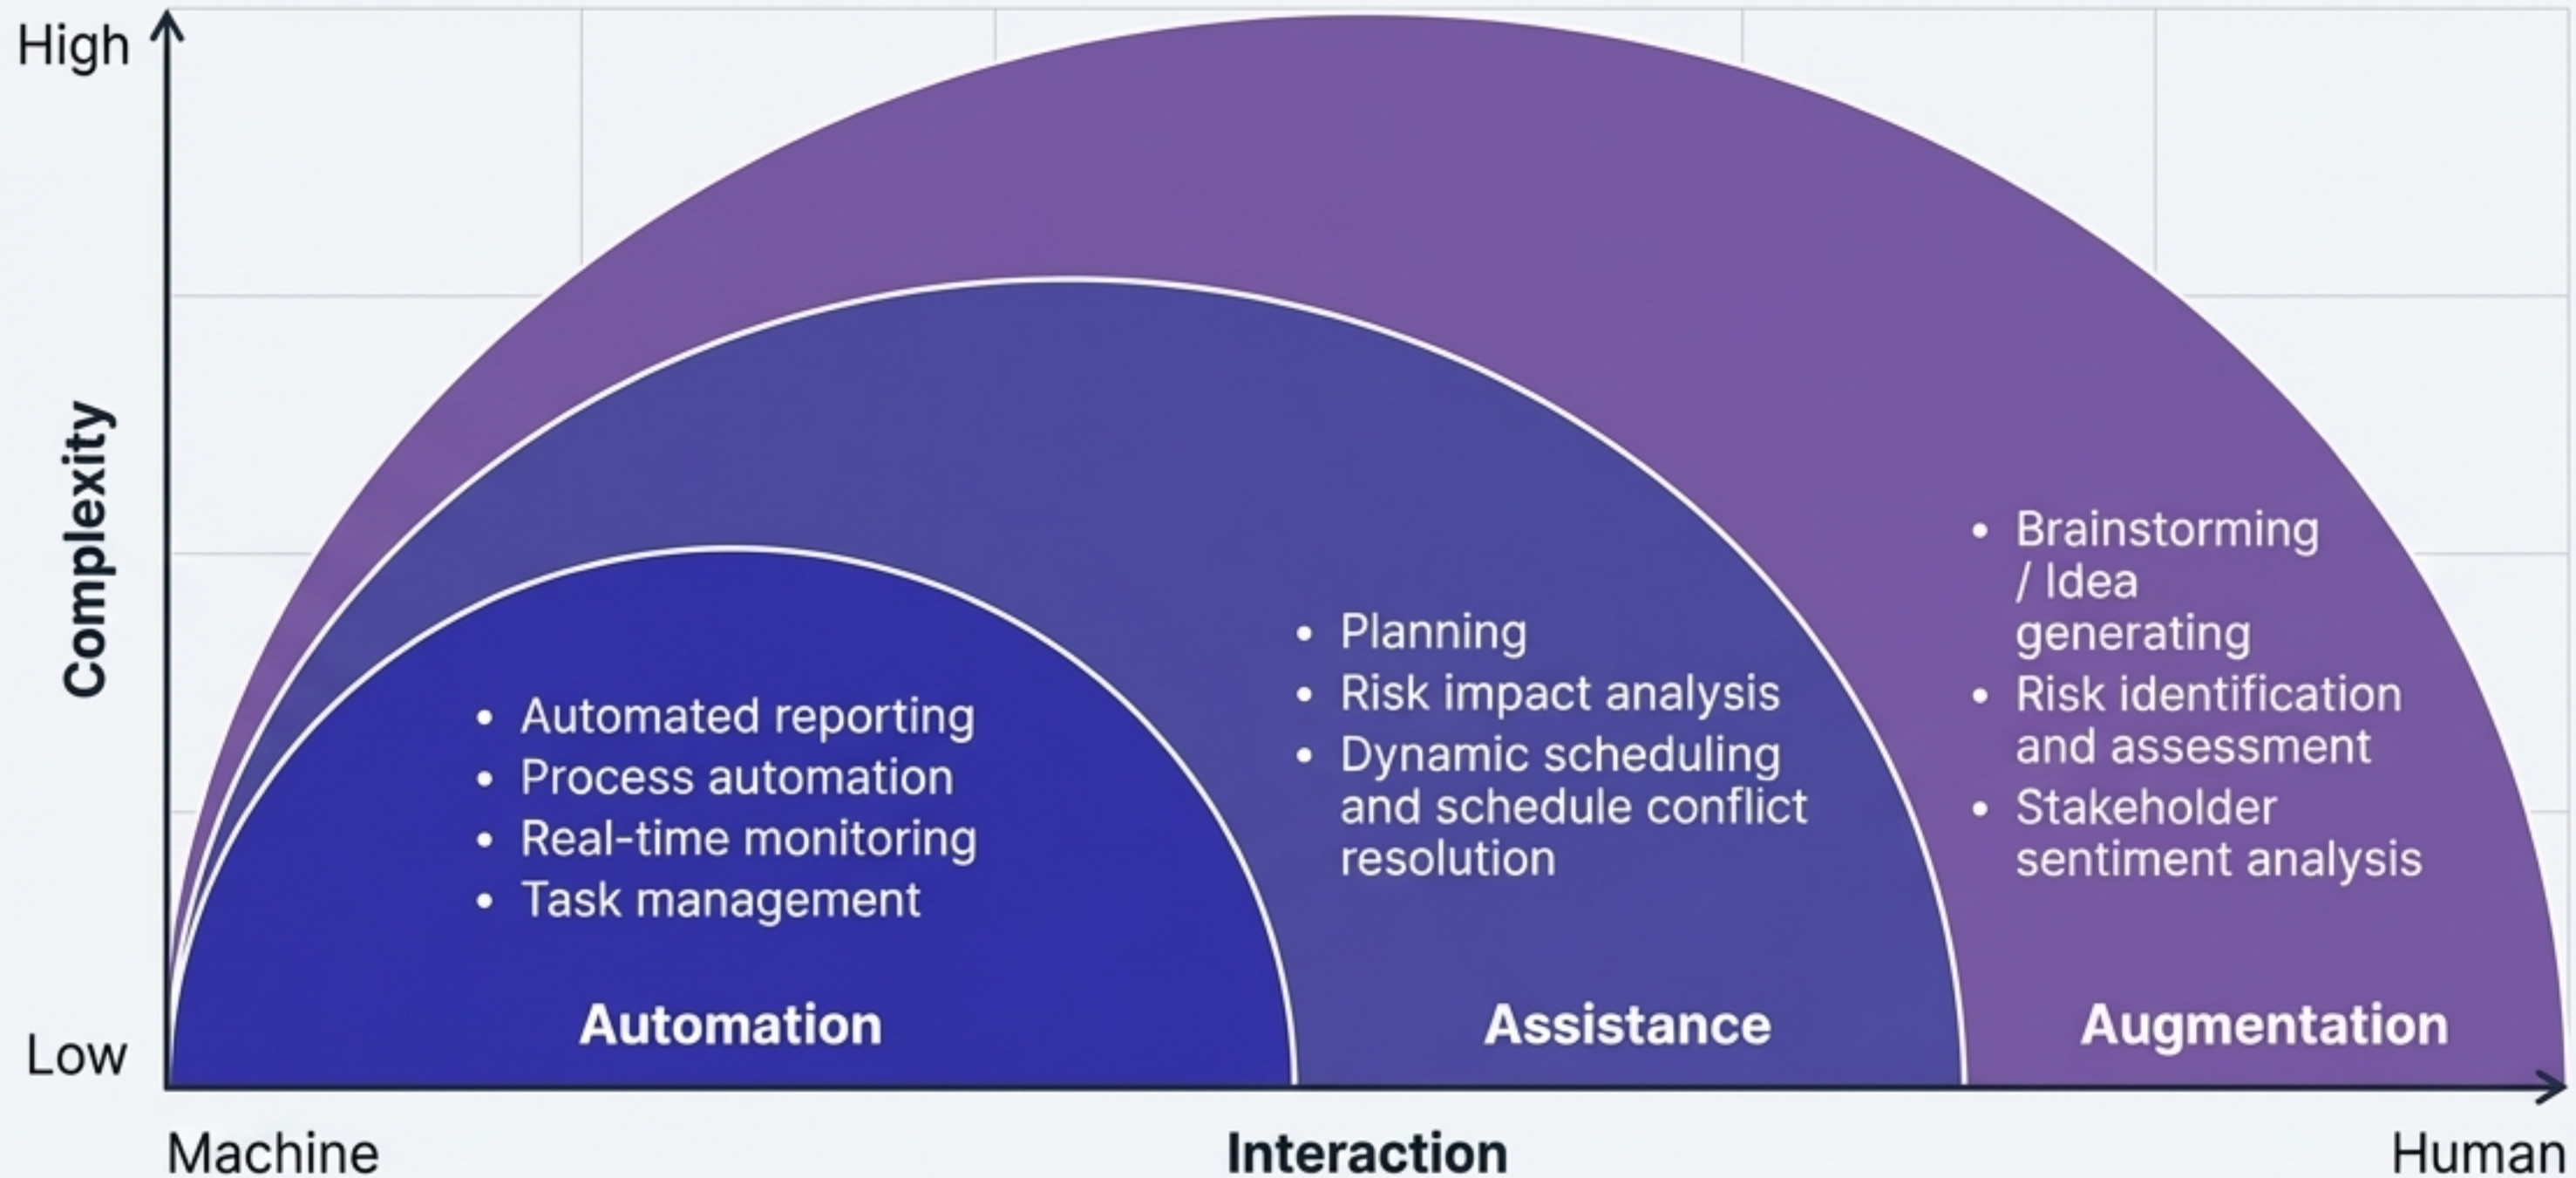 High
Complexity
Low
• Automated reporting
• Process automation
• Real-time monitoring
• Task management
Automation
• Planning
• Risk impact analysis
• Dynamic scheduling
and schedule conflict
resolution
Assistance
• Brainstorming
/ Idea
generating
• Risk identification
and assessment
• Stakeholder
sentiment analysis
Augmentation
Machine
Interaction
Human